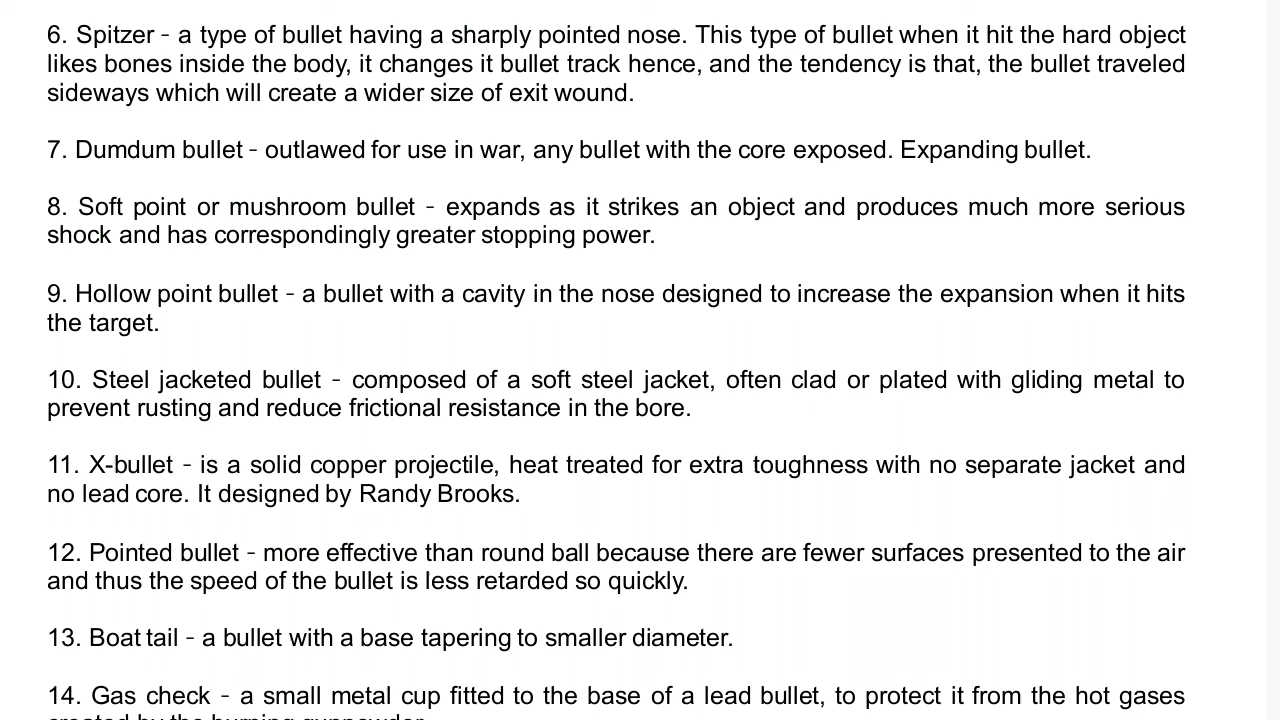 6. Spitzer - a type of bullet having a sharply pointed nose. This type of bullet when it hit the hard object
likes bones inside the body, it changes it bullet track hence, and the tendency is that, the bullet traveled
sideways which will create a wider size of exit wound.
7. Dumdum bullet - outlawed for use in war, any bullet with the core exposed. Expanding bullet.
8. Soft point or mushroom bullet - expands as it strikes an object and produces much more serious
shock and has correspondingly greater stopping power.
9. Hollow point bullet - a bullet with a cavity in the nose designed to increase the expansion when it hits
the target.
10. Steel jacketed bullet - composed of a soft steel jacket, often clad or plated with gliding metal to
prevent rusting and reduce frictional resistance in the bore.
11. X-bullet - is a solid copper projectile, heat treated for extra toughness with no separate jacket and
no lead core. It designed by Randy Brooks.
12. Pointed bullet - more effective than round ball because there are fewer surfaces presented to the air
and thus the speed of the bullet is less retarded so quickly.
13. Boat tail - a bullet with a base tapering to smaller diameter.
14. Gas check - a small metal cup fitted to the base of a lead bullet, to protect it from the hot gases
created by the burning gunpowder.